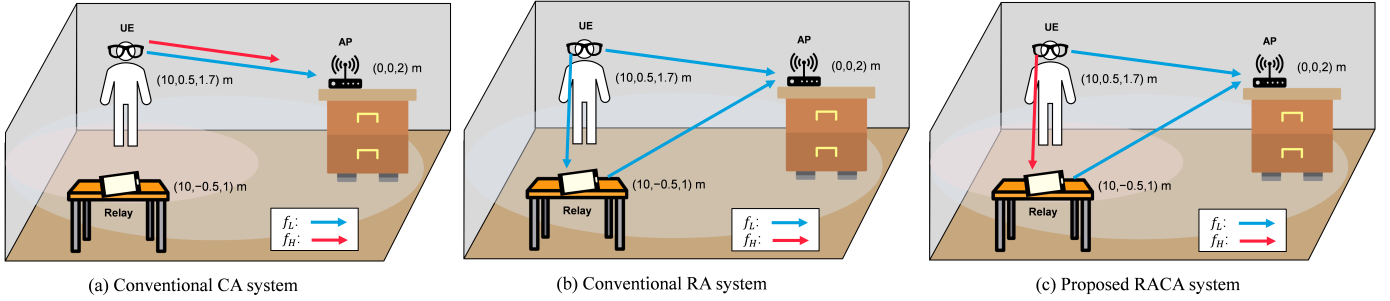 UE
AP
(0,0,2) m
(10,0.5,1.7) m
(10,−0.5,1) m
Relay
f_L:
f_H:
(a) Conventional CA system
UE
AP
(0,0,2) m
(10,0.5,1.7) m
(10,−0.5,1) m
Relay
f_L:
f_H:
(b) Conventional RA system
UE
AP
(0,0,2) m
(10,0.5,1.7) m
(10,−0.5,1) m
Relay
f_L:
f_H:
(c) Proposed RACA system